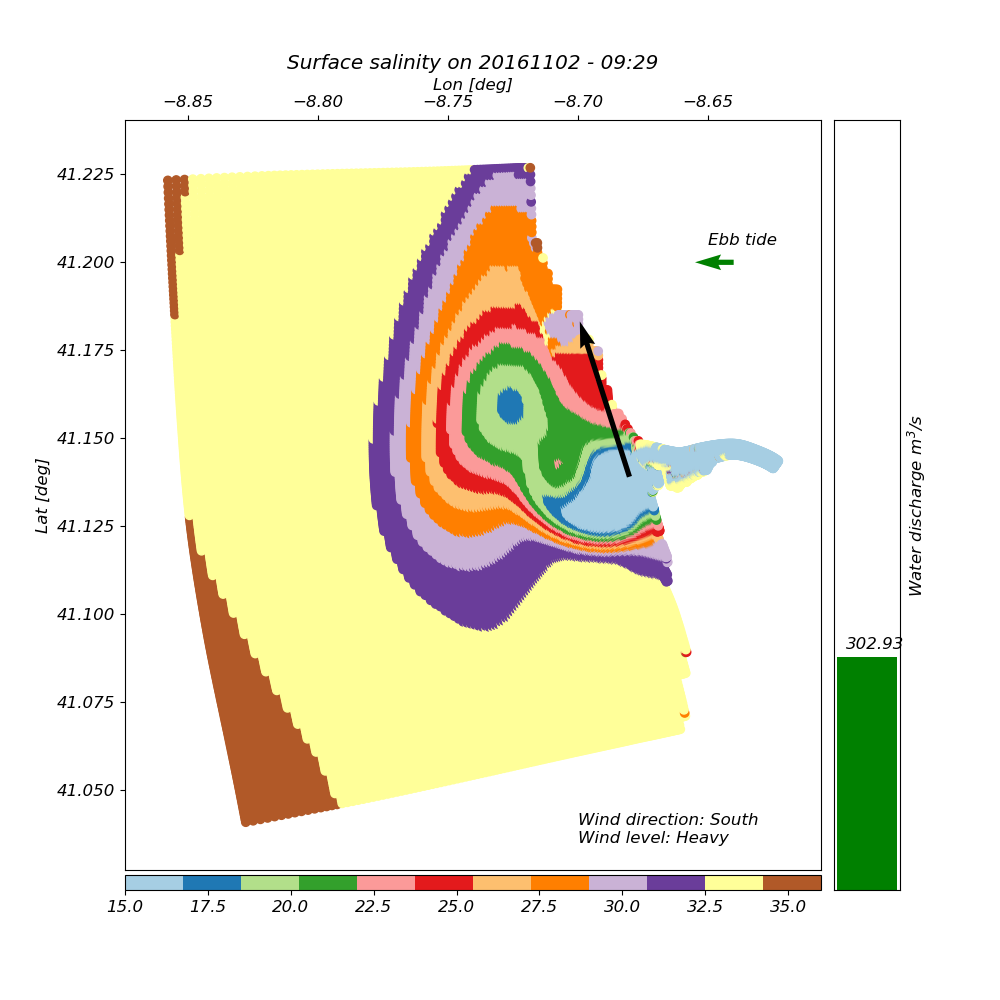 Surface salinity on 20161102 - 09:29
Lon [deg]
−8.85 −8.80 −8.75 −8.70 −8.65
41.225
41.200
41.175
41.150
41.125
41.100
41.075
41.050
Lat [deg]
Ebb tide
Wind direction: South
Wind level: Heavy
302.93
Water discharge m³/s
15.0 17.5 20.0 22.5 25.0 27.5 30.0 32.5 35.0